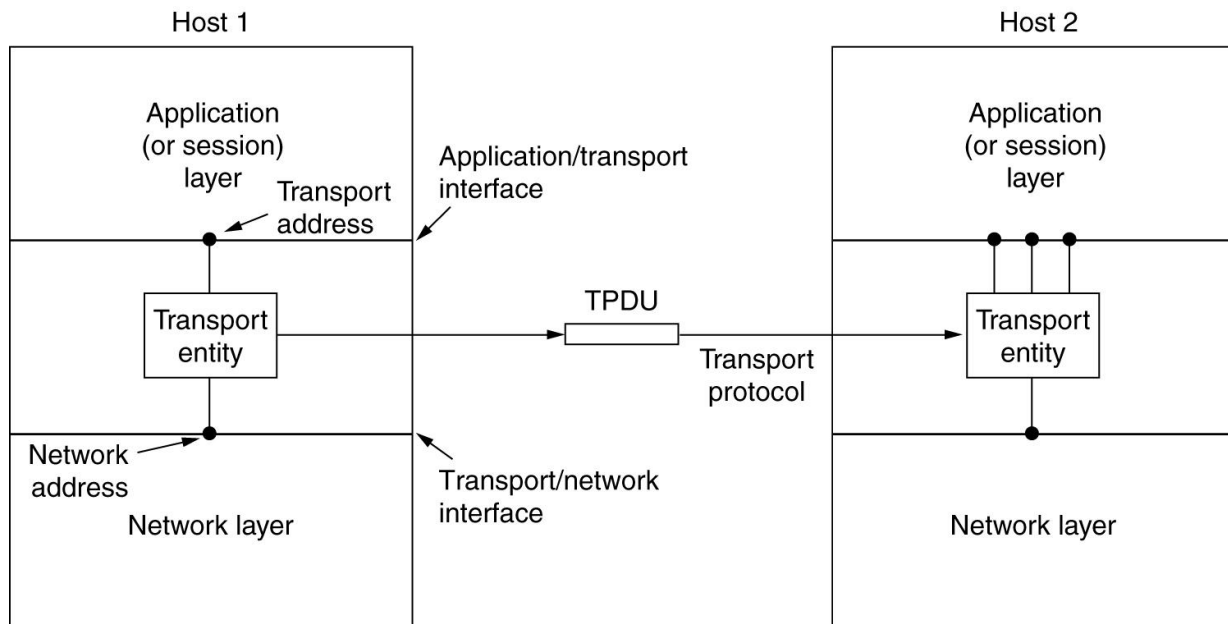 Host 1
Host 2
Application
(or session)
layer
Transport
address
Application/transport
interface
Application
(or session)
layer
Transport
entity
TPDU
Transport
protocol
Transport
entity
Network
address
Transport/network
interface
Network layer
Network layer